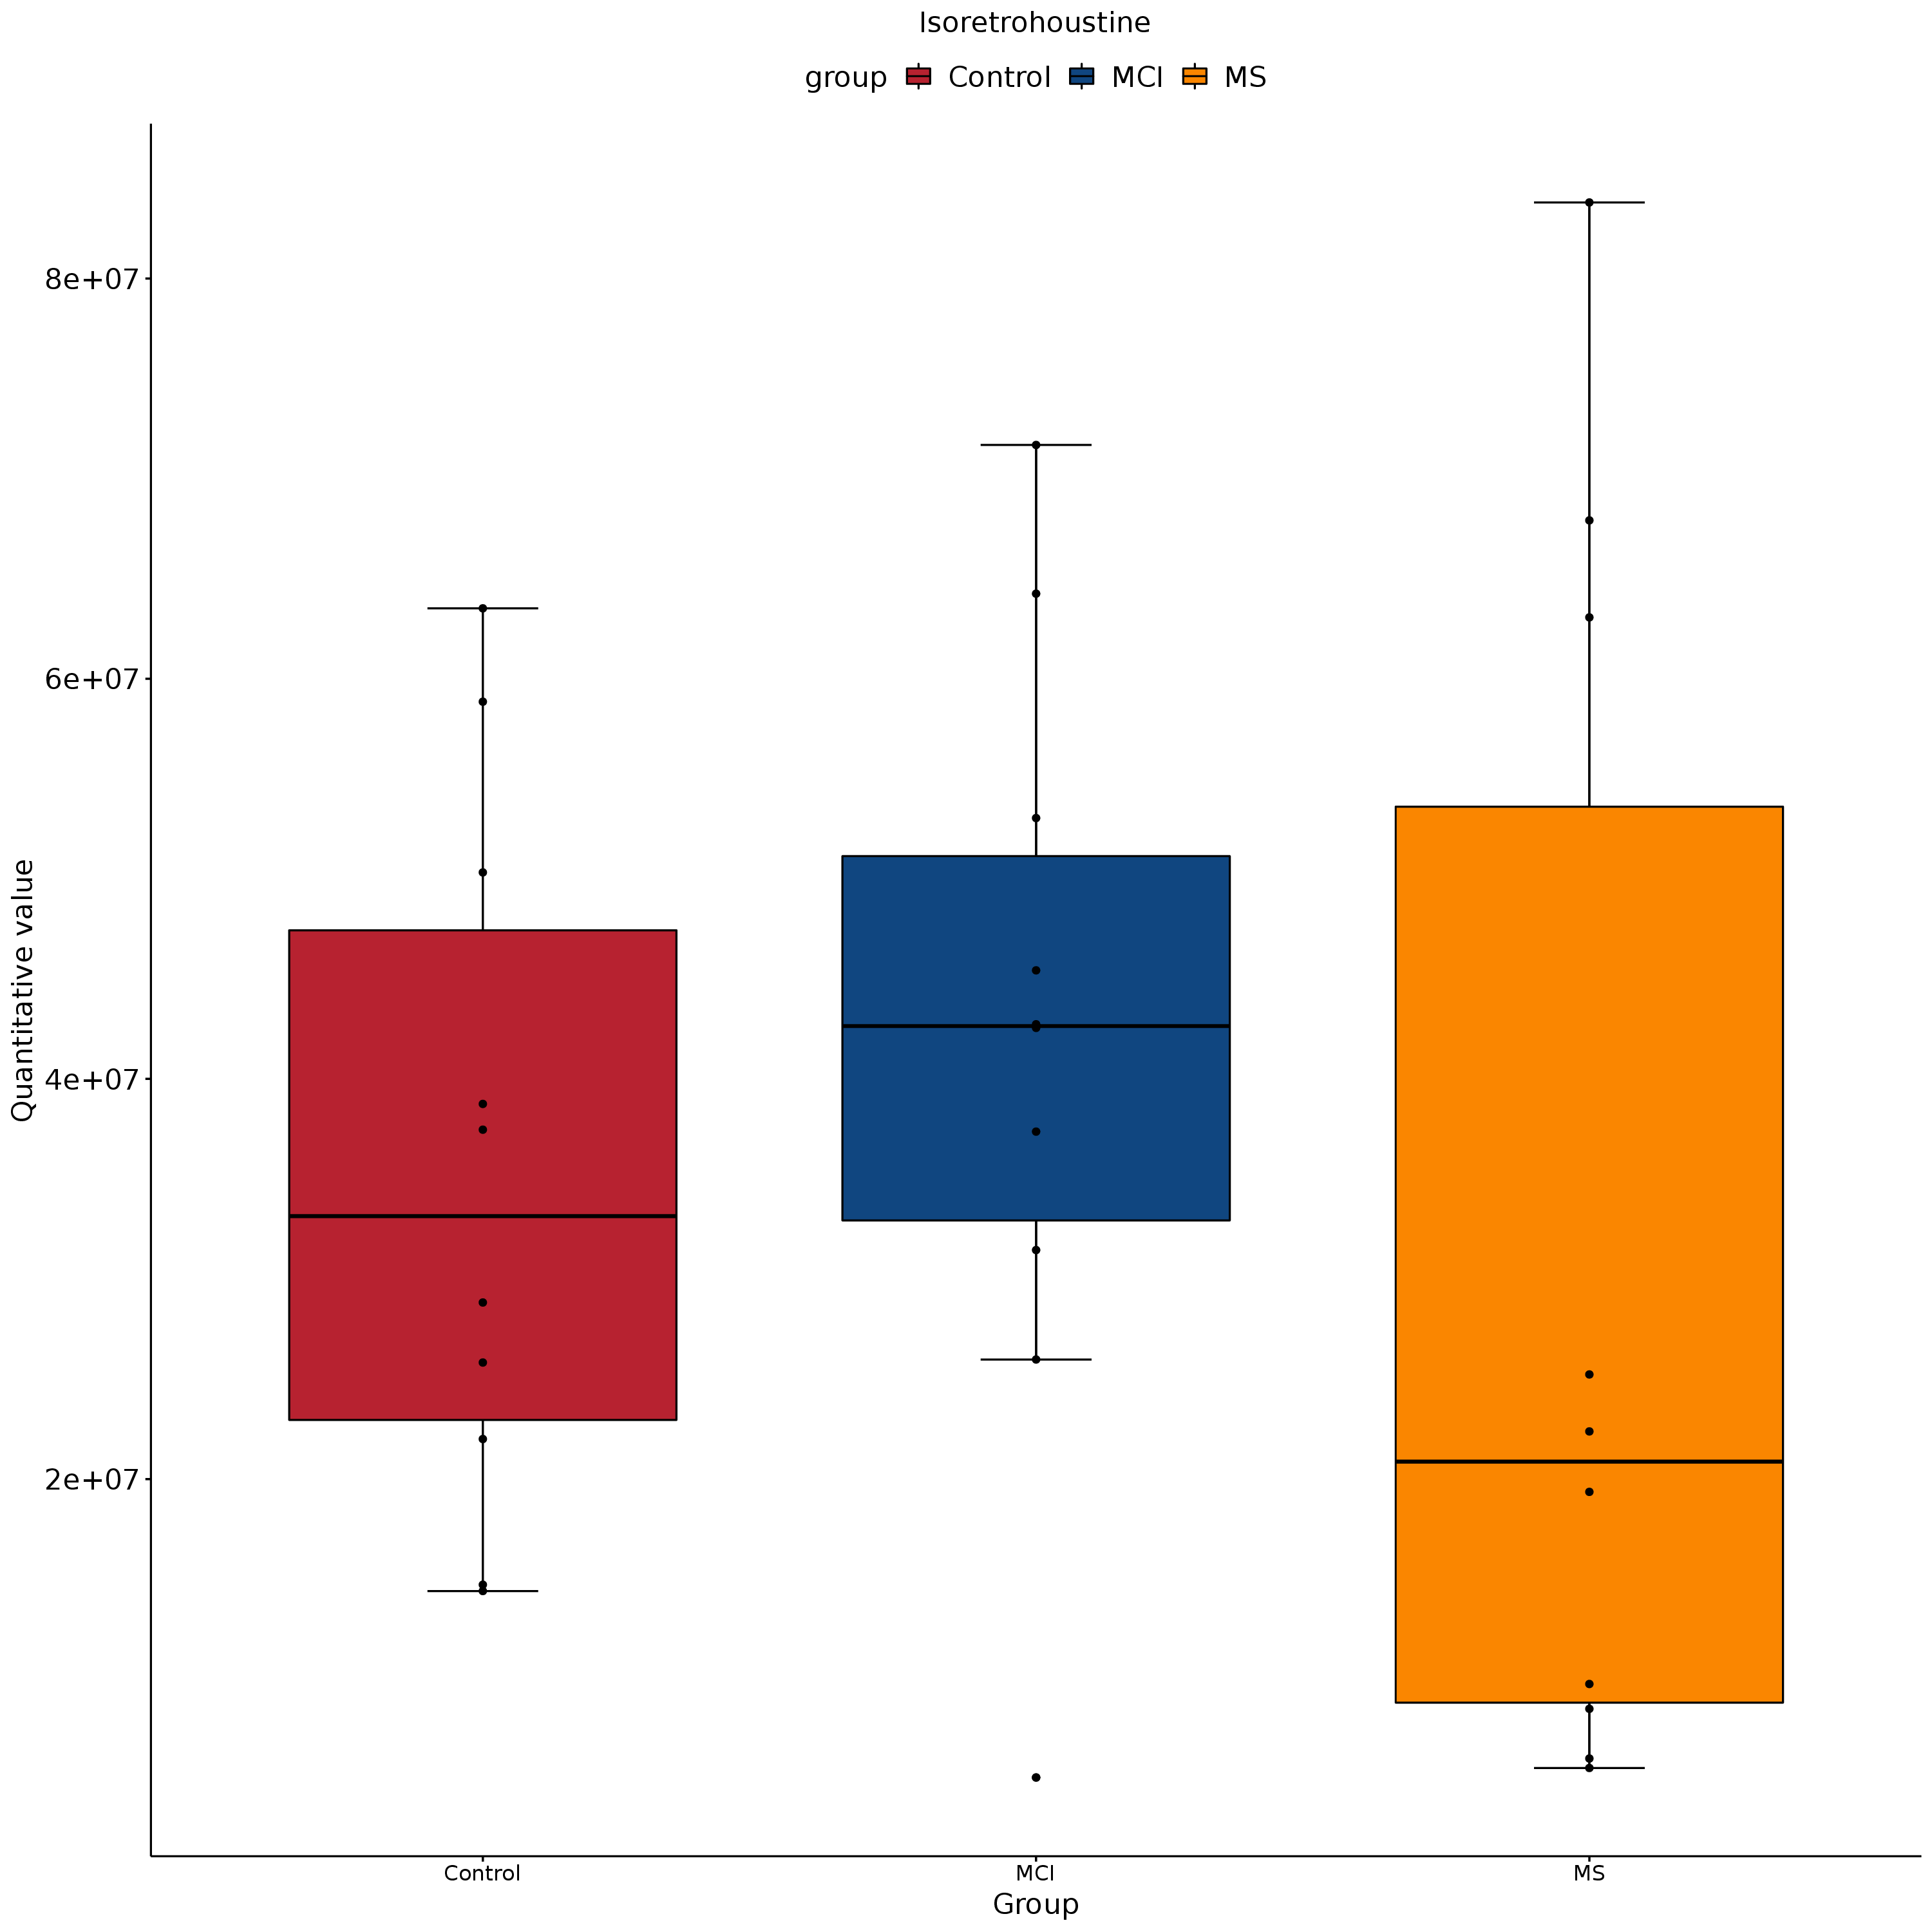 Isoretrohoustine
group Control MCI MS
Quantitative value
8e+07
6e+07
4e+07
2e+07
Control MCI MS
Group